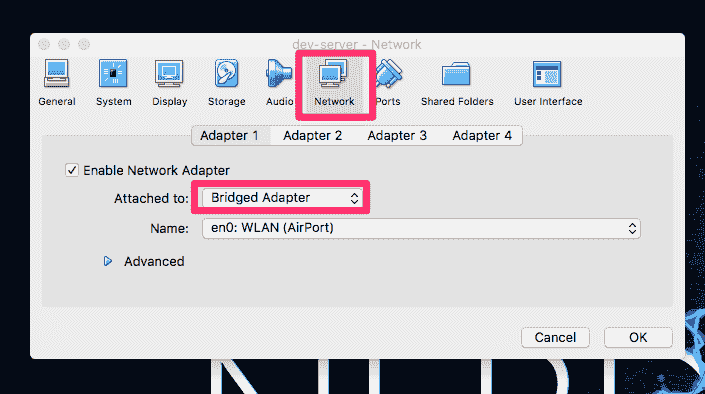 dev-server - Network
General System Display Storage Audio Network Ports Shared Folders User Interface
Adapter 1 Adapter 2 Adapter 3 Adapter 4
Enable Network Adapter
Attached to: Bridged Adapter
Name: en0: WLAN (AirPort)
Advanced
Cancel OK